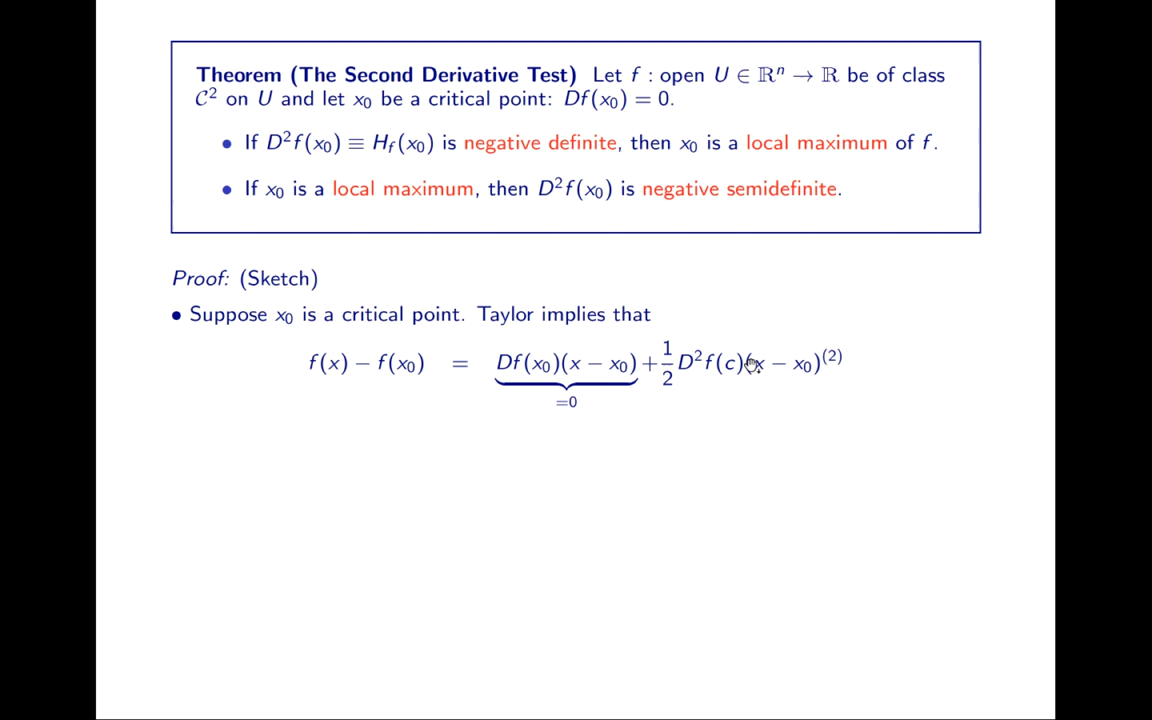 Theorem (The Second Derivative Test) Let f : open U ∈ ℝⁿ → ℝ be of class
𝒞² on U and let x₀ be a critical point: Df(x₀) = 0.
• If D²f(x₀) ≡ H_f(x₀) is negative definite, then x₀ is a local maximum of f.
• If x₀ is a local maximum, then D²f(x₀) is negative semidefinite.
Proof: (Sketch)
• Suppose x₀ is a critical point. Taylor implies that
f(x) − f(x₀) = Df(x₀)(x − x₀) + 1/2 D²f(c)(x − x₀)⁽²⁾
=0